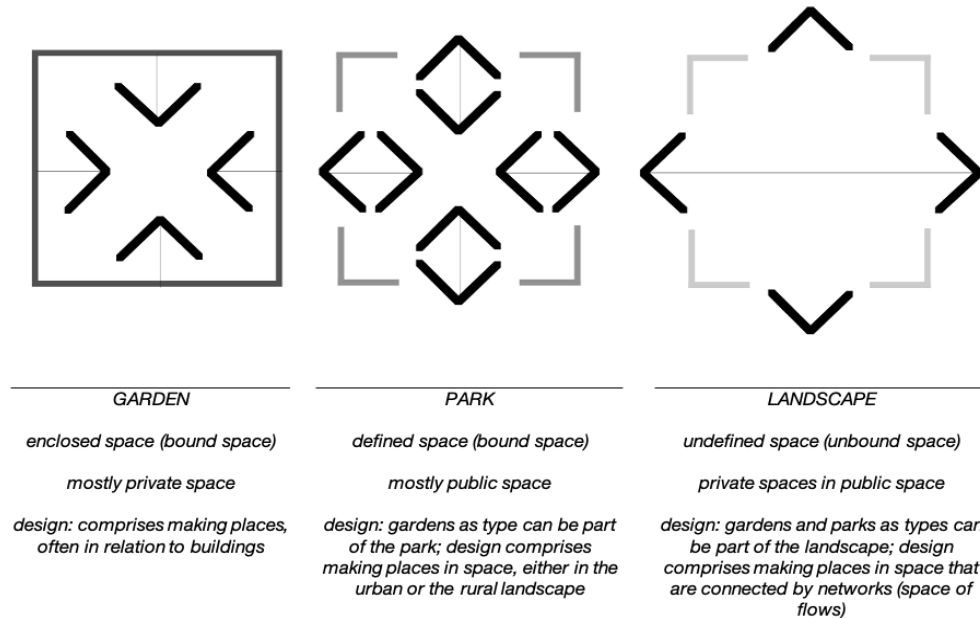 GARDEN
enclosed space (bound space)
mostly private space
design: comprises making places,
often in relation to buildings
PARK
defined space (bound space)
mostly public space
design: gardens as type can be part
of the park; design comprises
making places in space, either in the
urban or the rural landscape
LANDSCAPE
undefined space (unbound space)
private spaces in public space
design: gardens and parks as types can
be part of the landscape; design
comprises making places in space that
are connected by networks (space of
flows)